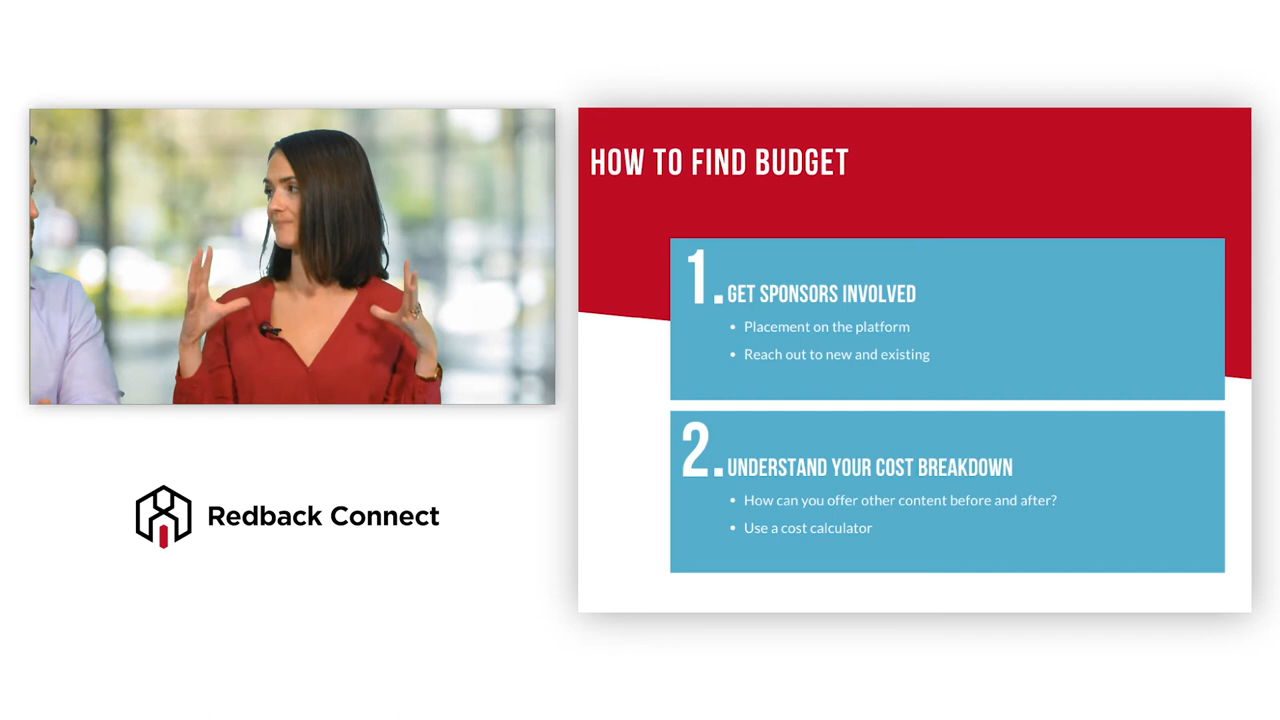 HOW TO FIND BUDGET
1. GET SPONSORS INVOLVED
• Placement on the platform
• Reach out to new and existing
2. UNDERSTAND YOUR COST BREAKDOWN
• How can you offer other content before and after?
• Use a cost calculator
Redback Connect